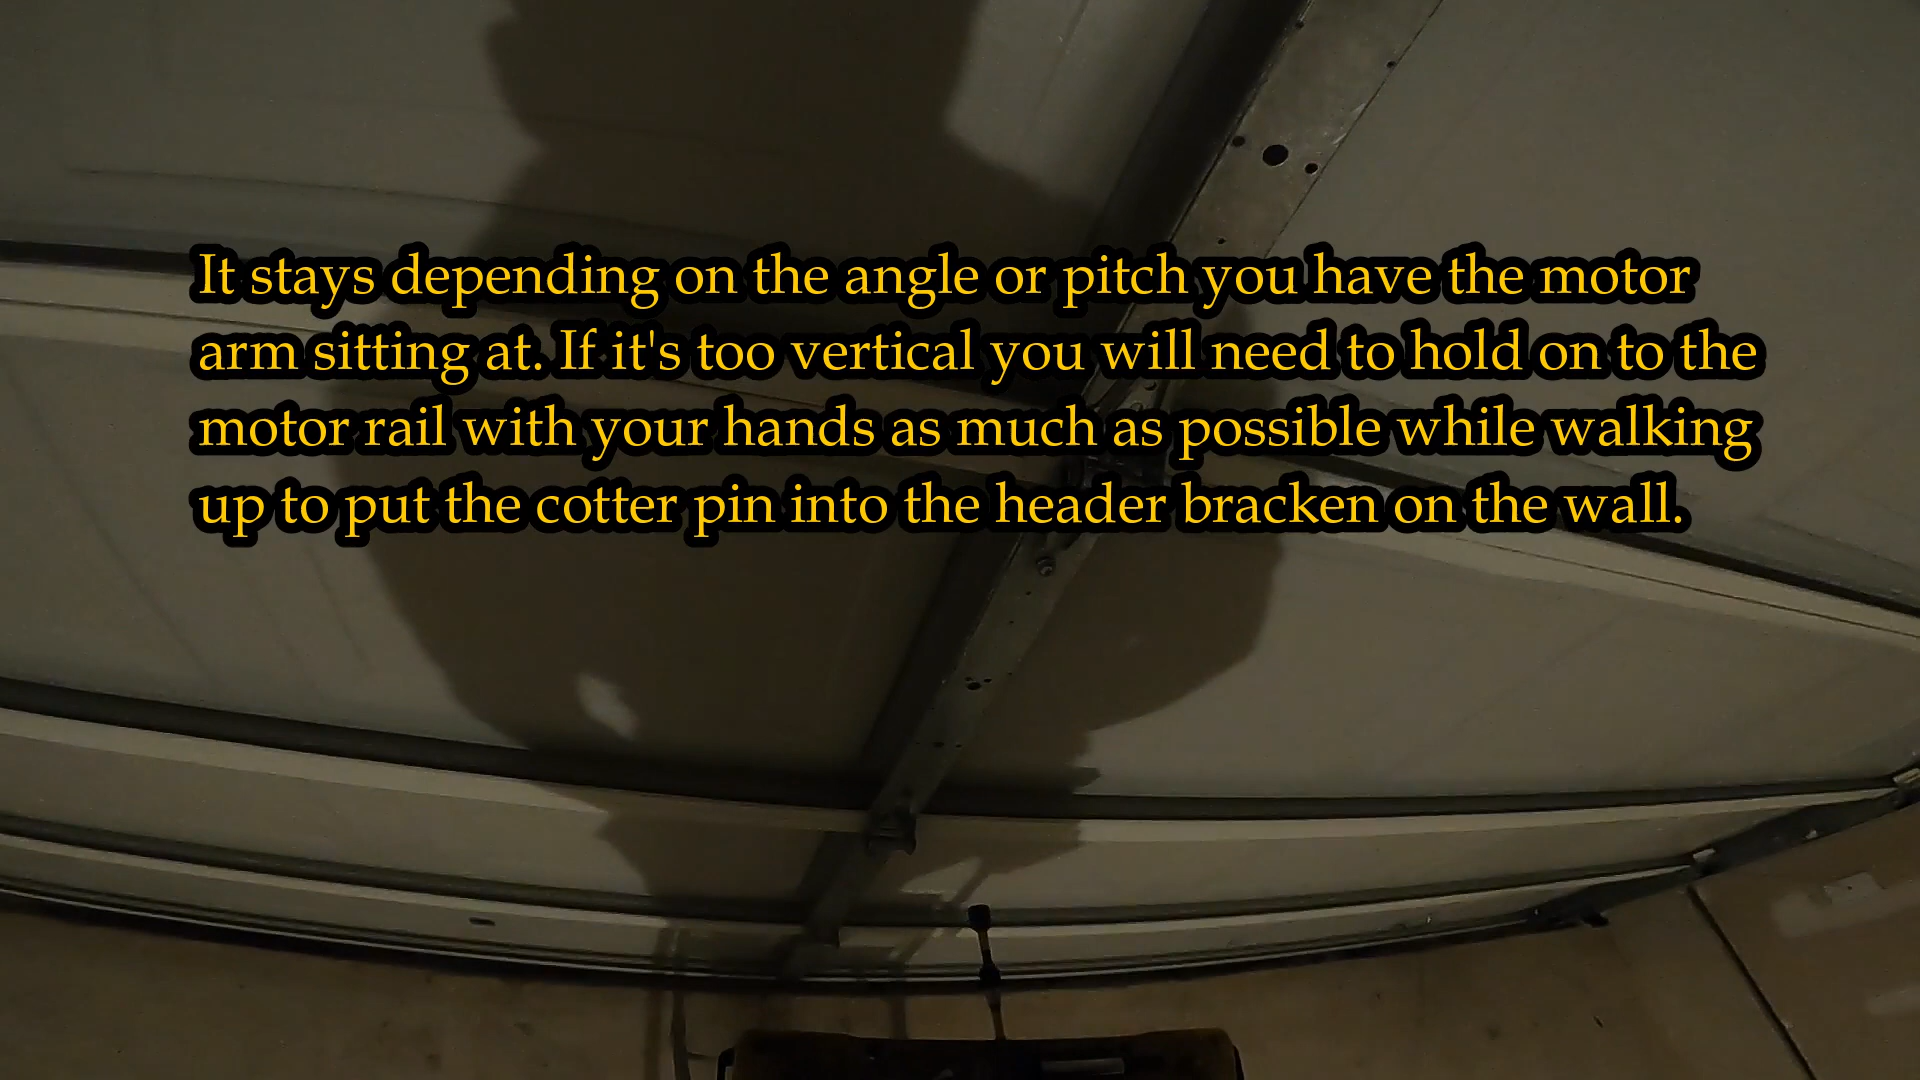 It stays depending on the angle or pitch you have the motor
arm sitting at. If it's too vertical you will need to hold on to the
motor rail with your hands as much as possible while walking
up to put the cotter pin into the header bracken on the wall.